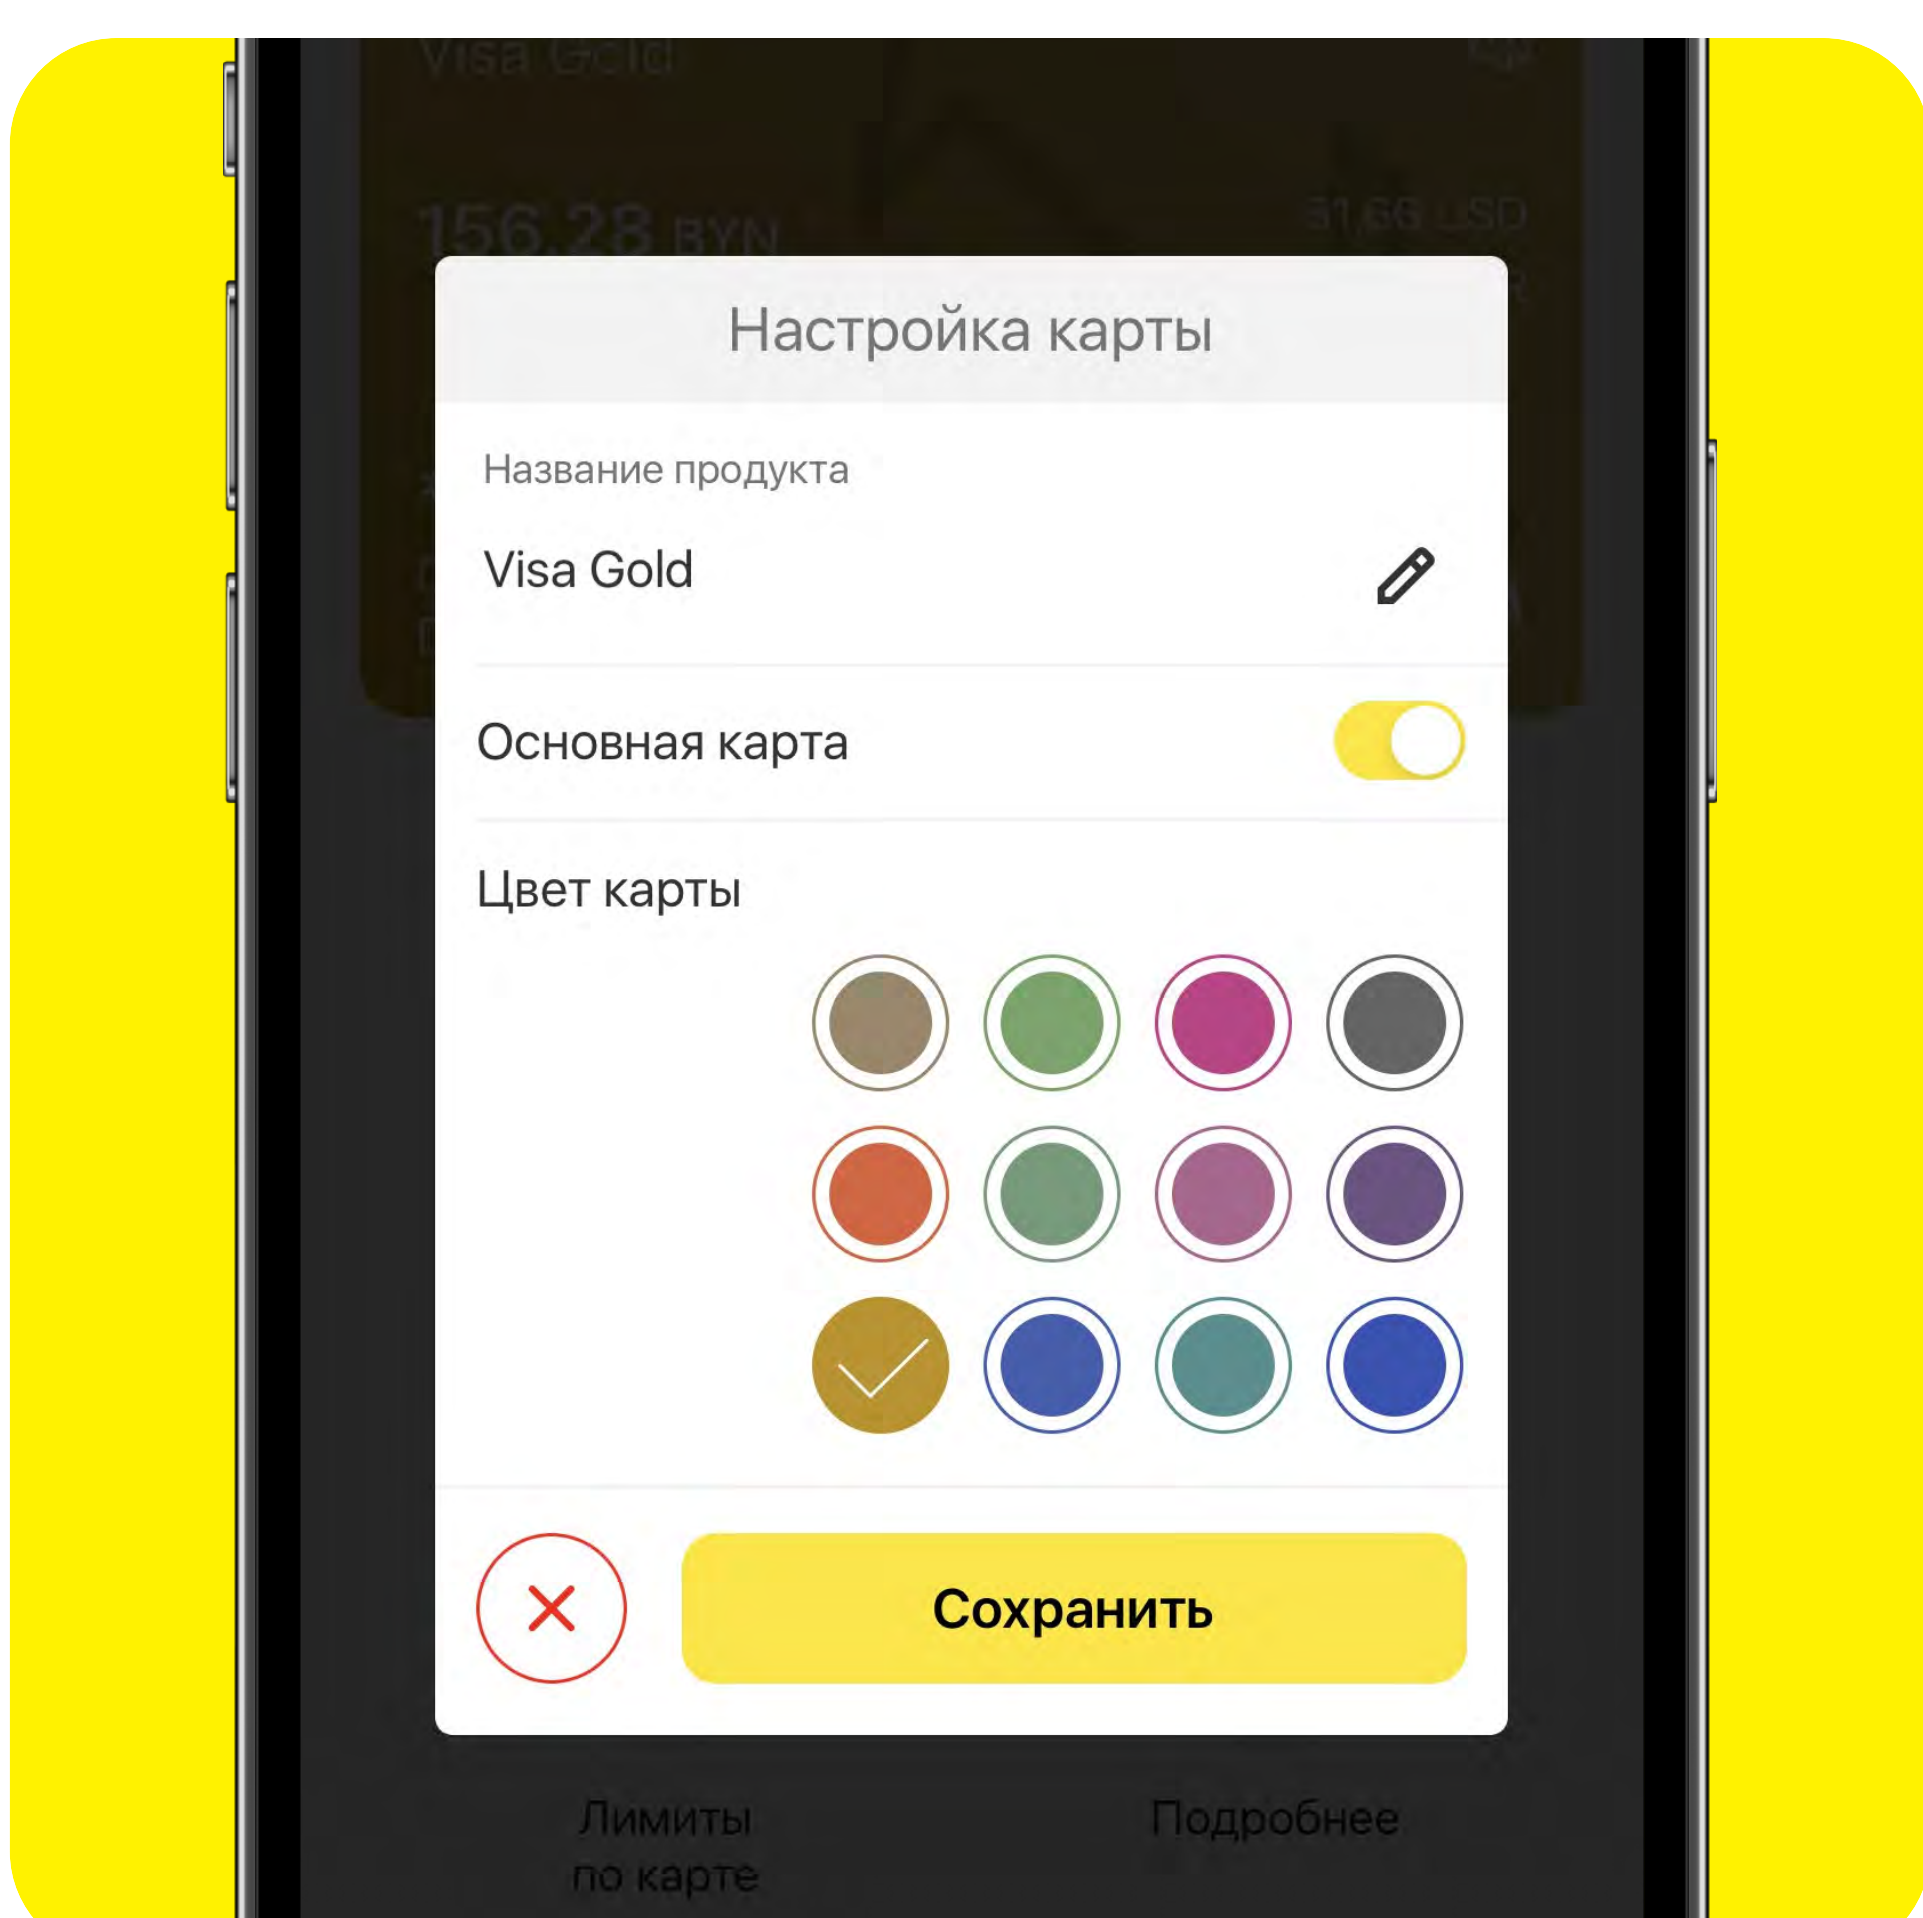 Visa Gold
156.28 BYN
51,66 USD
Настройка карты
Название продукта
Visa Gold
Основная карта
Цвет карты
Сохранить
Лимиты
по карте
Подробнее